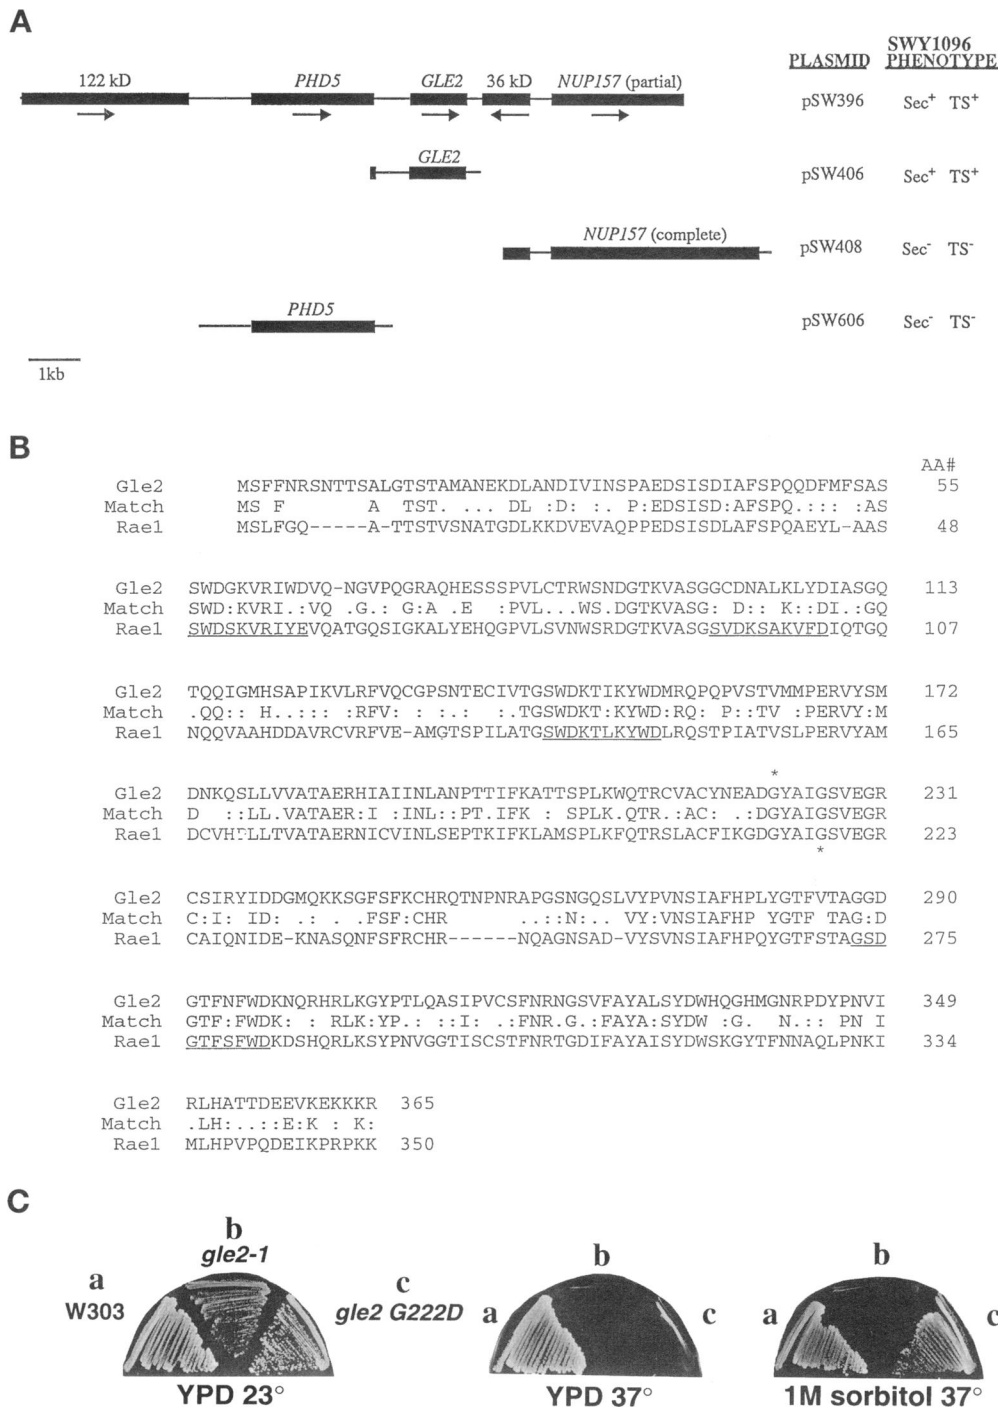 A
PLASMID
SWY1096 PHENOTYPE
122 kD PHD5 GLE2 36 kD NUP157 (partial)
pSW396 Sec+ TS+
GLE2
pSW406 Sec+ TS+
NUP157 (complete)
pSW408 Sec- TS-
PHD5
pSW606 Sec- TS-
1kb
B
AA#
Gle2 MSFFNRSNTTSALGTSTAMANEKDLANDIVINSPAEDSISDIAFSPQQDFMFSAS 55
Match MS F A TST. ... DL :D: . P:EDSISD:AFSPQ.::: :AS
Rae1 MSLFGQ-----A-TTSTVSNATGDLKKDVEVAQPPEDSISDLAFSPQAEYL-AAS 48
Gle2 SWDGKVRIWDVQ-NGVPQGRAQHESSSPVLCTRWSNDGTKVASGGCDNALKLYDIASGQ 113
Match SWD:KVRI.:VQ .G.: G:A .E :PVL...WS.DGTKVASG: D:: K::DI.:GQ
Rae1 SWDSKVRIYEVQATGQSIGKALYEHQGPVLSVNWSRDGTKVASGSVDKSAKVFDIQTGQ 107
Gle2 TQQIGMHSAPIKVLRFVQCGPSNTECIVTGSWDKTIKYWDMRQPQPVSTVMMPERVYSM 172
Match .QQ:: H..::: :RFV: : .: .: :.TGSWDKT:KYWD:RQ: P::TV :PERVY:M
Rae1 NQQVAAHDDAVRCVRFVE-AMGTSPILATGSWDKTLKYWDLRQSTPIATVSLPERVYAM 165
*
Gle2 DNKQSLLVVATAERHIAIINLANPTTIFKATTSPLKWQTRCVACYNEADGYAIGSVEGR 231
Match D ::LL.VATAER:I :INL::PT.IFK SPLK.QTR.:AC: :DGYAIGSVEGR
Rae1 DCVHPLLTVATAERNICVINLSEPTKIFKLAMSPLKFQTRSLACFIKGDGYAIGSVEGR 223
*
Gle2 CSIRYIDDGMQKKSGFSFKCHRQTNPNRAPGSNGQSLVYPVNSIAFHPLYGTFVTAGGD 290
Match C:I: ID: .: . .FSF:CHR ..::N:.. VY:VNSIAFHP YGTF TAG:D
Rae1 CAIQNIDE-KNASQNFSFRCHR------NQAGNSAD-VYSVNSIAFHPQYGTFSTAGSD 275
Gle2 GTFNFWDKNQRHRLKGYPTLQASIPVCSFNRNGSVFAYALSYDWHQGHMGNRPDYPNVI 349
Match GTF:FWDK: : RLK:YP.: :I: .:FNR.G.:FAYA:SYDW :G. N.:: PN I
Rae1 GTFSFWDKDSHQRLKSYPNVGGTISCSTFNRTGDIFAYAISYDWSKGYTFNNAQLPNKI 334
Gle2 RLHATTDEEVKEKKKR 365
Match .LH:..::E:K : K:
Rae1 MLHPVPQDEIKPRPKK 350
C
a W303
b gle2-1
c gle2 G222D
YPD 23°
a
b
c
YPD 37°
a
b
c
1M sorbitol 37°